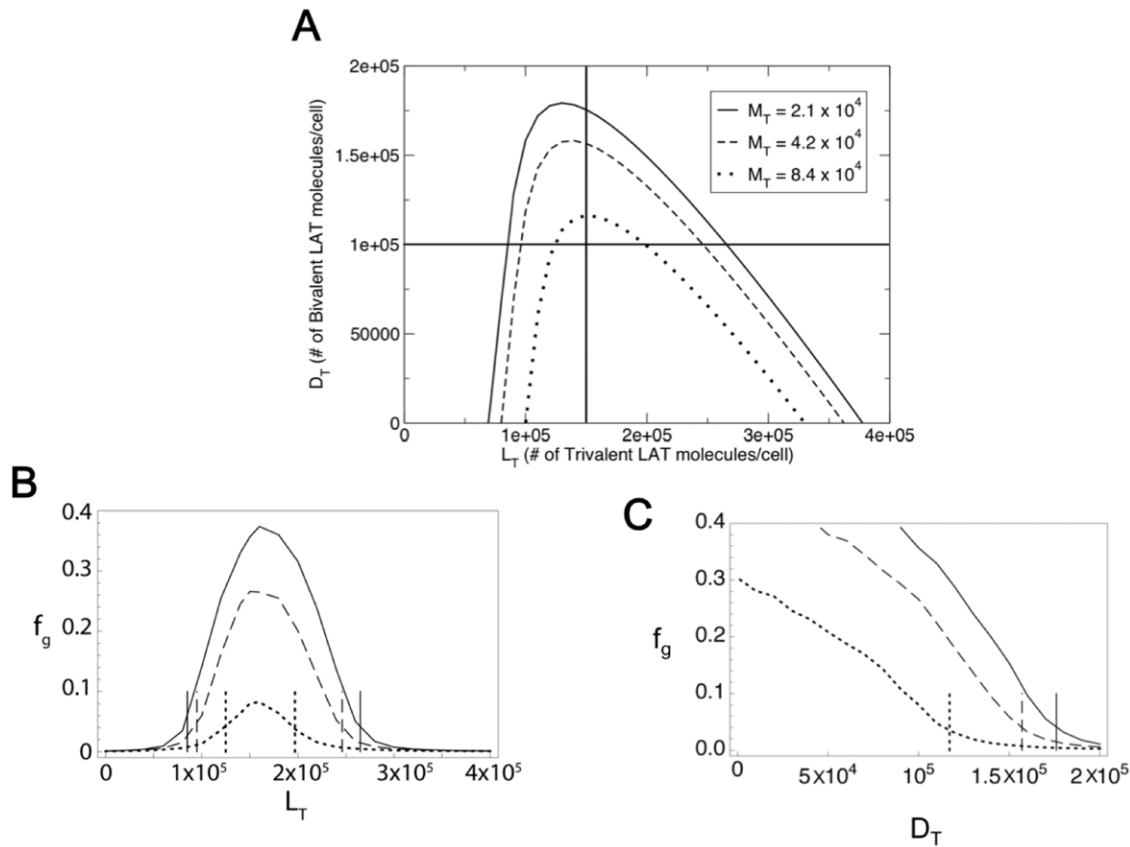 A
2e+05
1.5e+05
1e+05
50000
0
D_T (# of Bivalent LAT molecules/cell)
M_T = 2.1 x 10^4
M_T = 4.2 x 10^4
M_T = 8.4 x 10^4
0 1e+05 2e+05 3e+05 4e+05
L_T (# of Trivalent LAT molecules/cell)
B
0.4
0.3
0.2
0.1
0
f_g
0 1x10^5 2x10^5 3x10^5 4x10^5
L_T
C
0.4
0.3
0.2
0.1
0.0
f_g
0 5x10^4 10^5 1.5x10^5 2x10^5
D_T